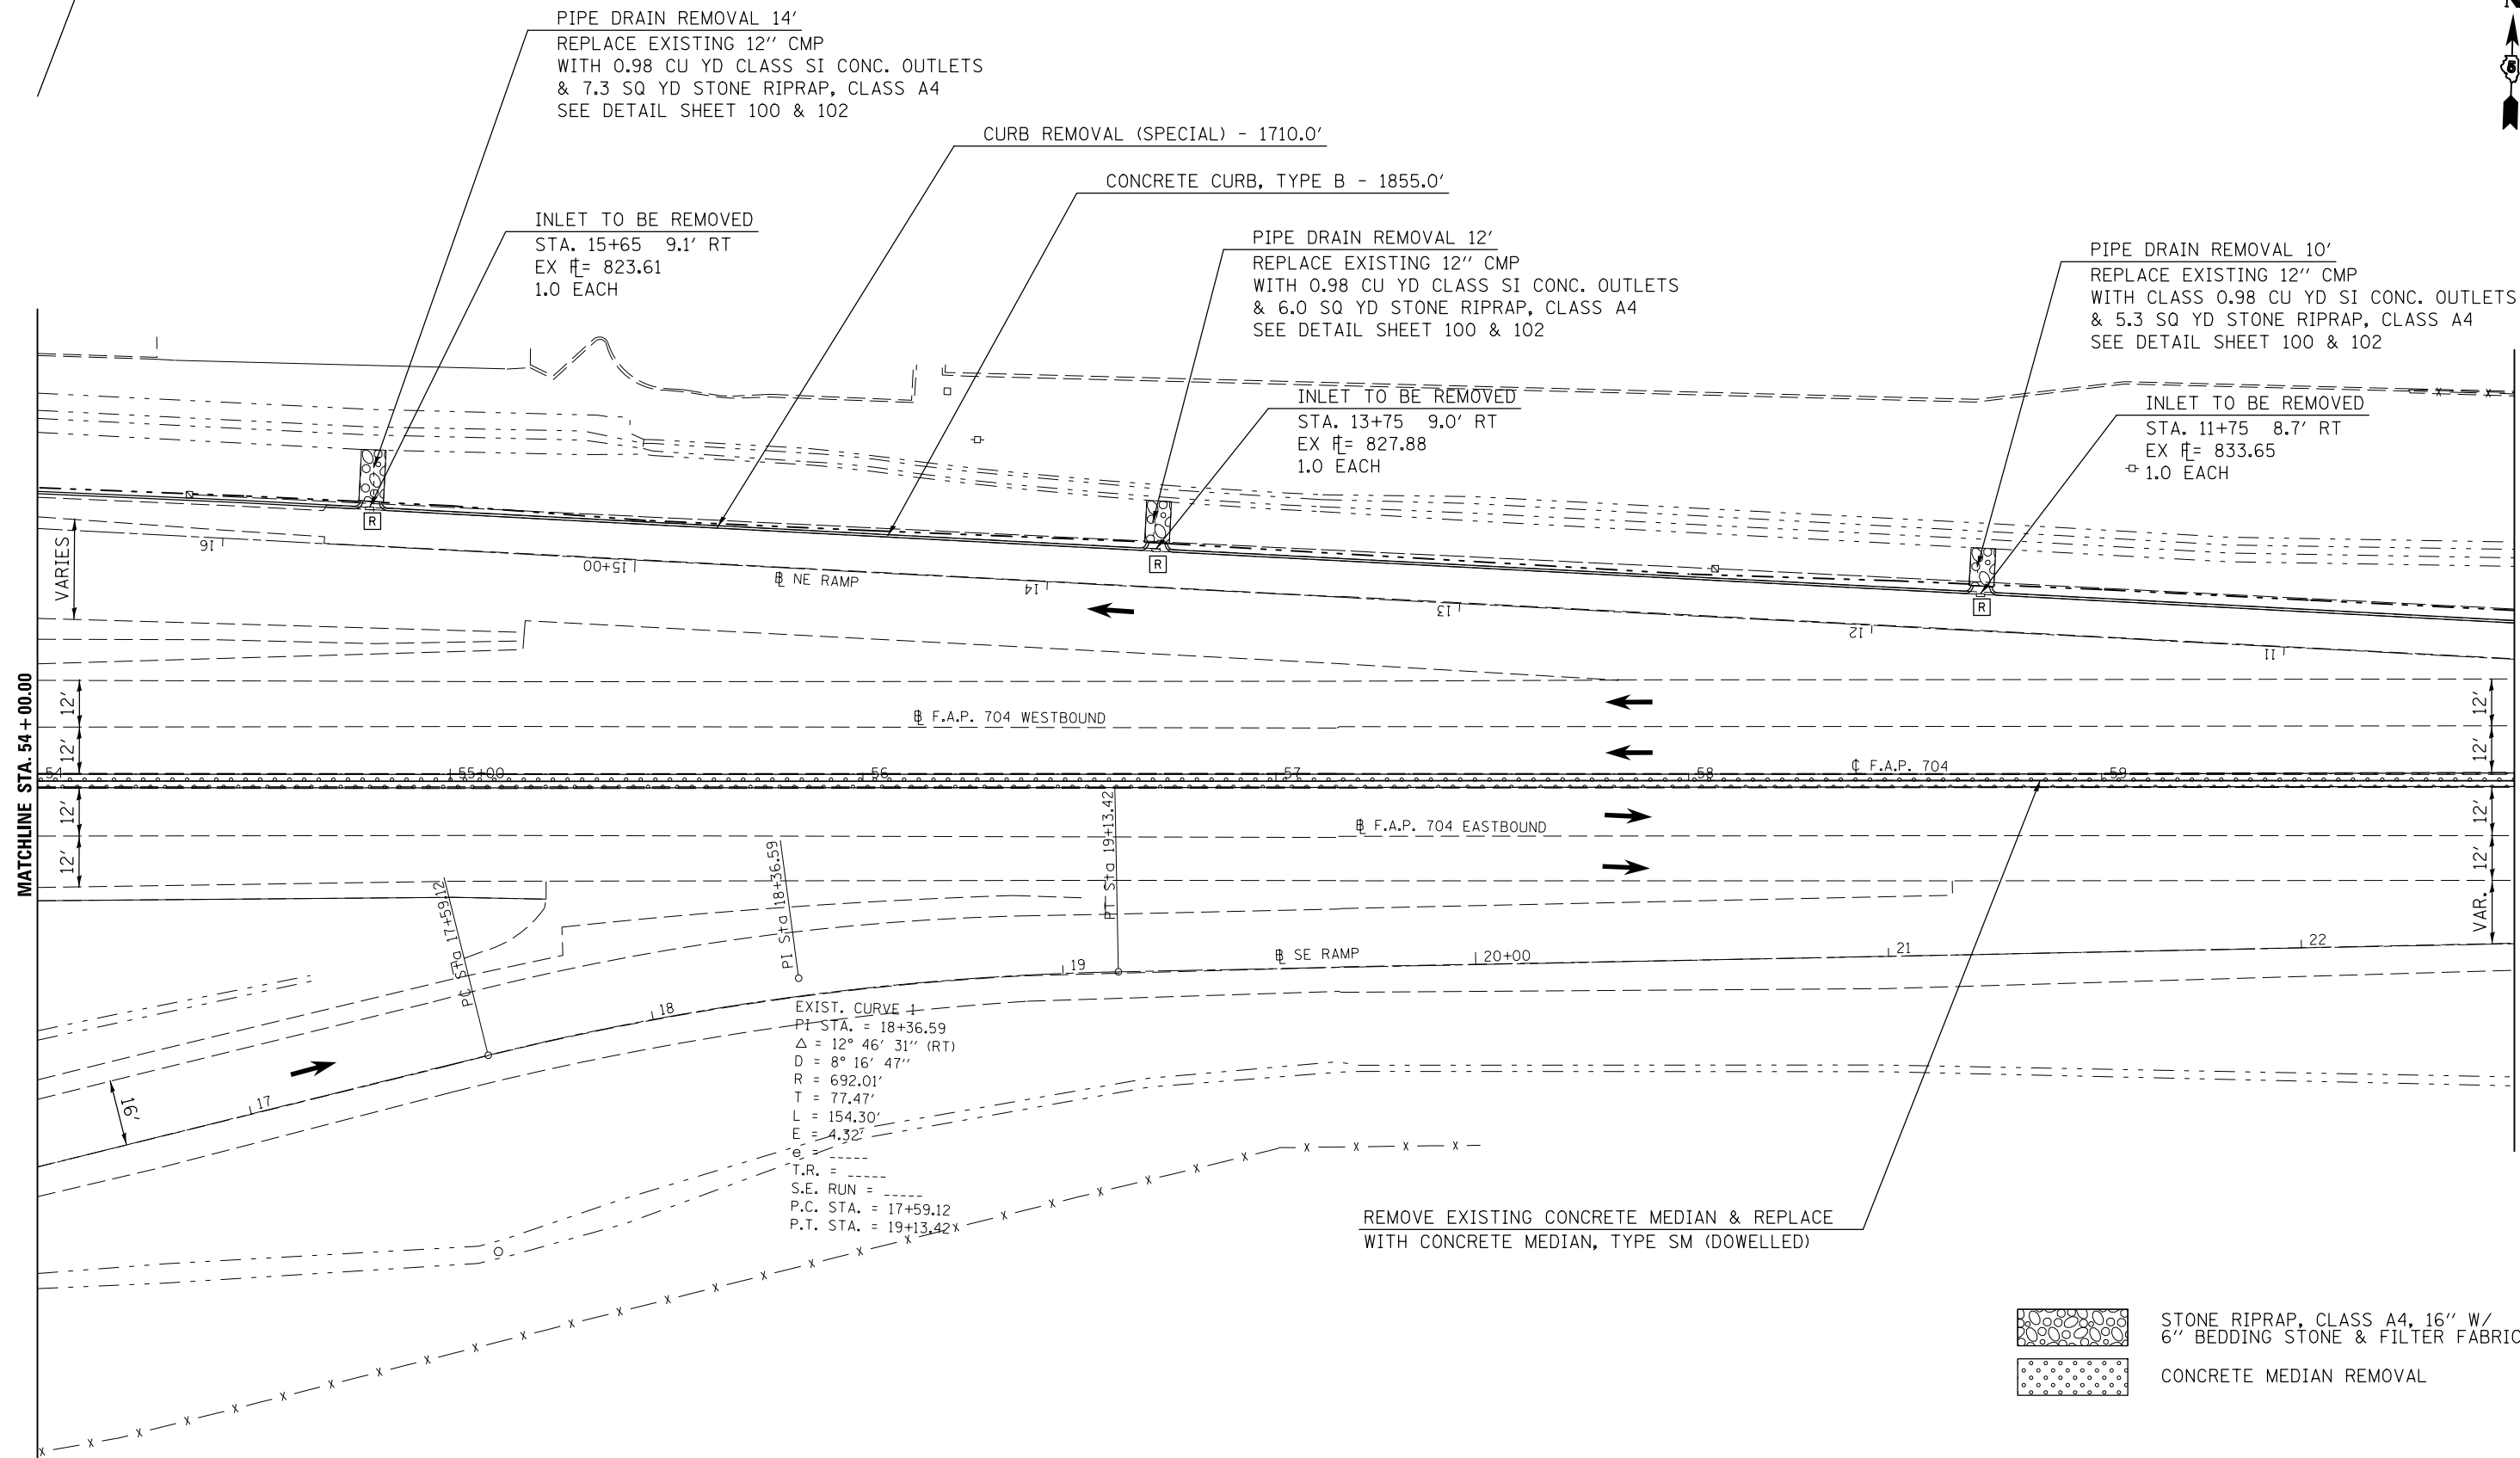 N
5
PIPE DRAIN REMOVAL 14'
REPLACE EXISTING 12" CMP
WITH 0.98 CU YD CLASS SI CONC. OUTLETS
& 7.3 SQ YD STONE RIPRAP, CLASS A4
SEE DETAIL SHEET 100 & 102
CURB REMOVAL (SPECIAL) - 1710.0'
CONCRETE CURB, TYPE B - 1855.0'
INLET TO BE REMOVED
STA. 15+65 9.1' RT
EX FL= 823.61
1.0 EACH
PIPE DRAIN REMOVAL 12'
REPLACE EXISTING 12" CMP
WITH 0.98 CU YD CLASS SI CONC. OUTLETS
& 6.0 SQ YD STONE RIPRAP, CLASS A4
SEE DETAIL SHEET 100 & 102
PIPE DRAIN REMOVAL 10'
REPLACE EXISTING 12" CMP
WITH CLASS 0.98 CU YD SI CONC. OUTLETS
& 5.3 SQ YD STONE RIPRAP, CLASS A4
SEE DETAIL SHEET 100 & 102
INLET TO BE REMOVED
STA. 13+75 9.0' RT
EX FL= 827.88
1.0 EACH
INLET TO BE REMOVED
STA. 11+75 8.7' RT
EX FL= 833.65
1.0 EACH
R
R
R
VARIES
16
15+00
BL NE RAMP
14
13
12
11
MATCHLINE STA. 54+00.00
12'
12'
12'
12'
BL F.A.P. 704 WESTBOUND
54
55+00
56
57
58
CL F.A.P. 704
59
12'
12'
12'
12'
VAR.
BL F.A.P. 704 EASTBOUND
PC Sta 17+59.12
PI Sta 18+36.59
PT Sta 19+13.42
16'
17
18
19
BL SE RAMP
20+00
21
22
EXIST. CURVE 1
PI STA. = 18+36.59
△ = 12° 46' 31" (RT)
D = 8° 16' 47"
R = 692.01'
T = 77.47'
L = 154.30'
E = 4.32'
e = _____
T.R. = _____
S.E. RUN = _____
P.C. STA. = 17+59.12
P.T. STA. = 19+13.42
REMOVE EXISTING CONCRETE MEDIAN & REPLACE
WITH CONCRETE MEDIAN, TYPE SM (DOWELLED)
STONE RIPRAP, CLASS A4, 16" W/
6" BEDDING STONE & FILTER FABRIC
CONCRETE MEDIAN REMOVAL